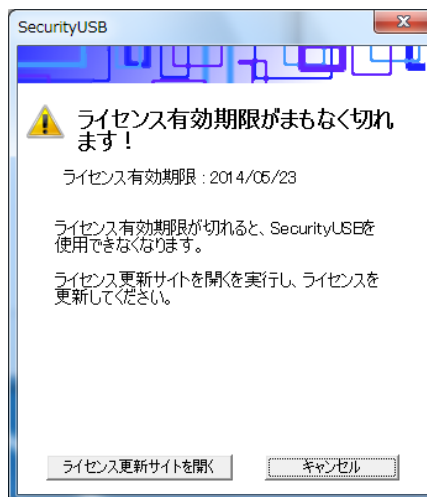 SecurityUSB
ライセンス有効期限がまもなく切れ
ます！
ライセンス有効期限 : 2014/05/23
ライセンス有効期限が切れると、SecurityUSBを
使用できなくなります。
ライセンス更新サイトを開くを実行し、ライセンスを
更新してください。
ライセンス更新サイトを開く
キャンセル